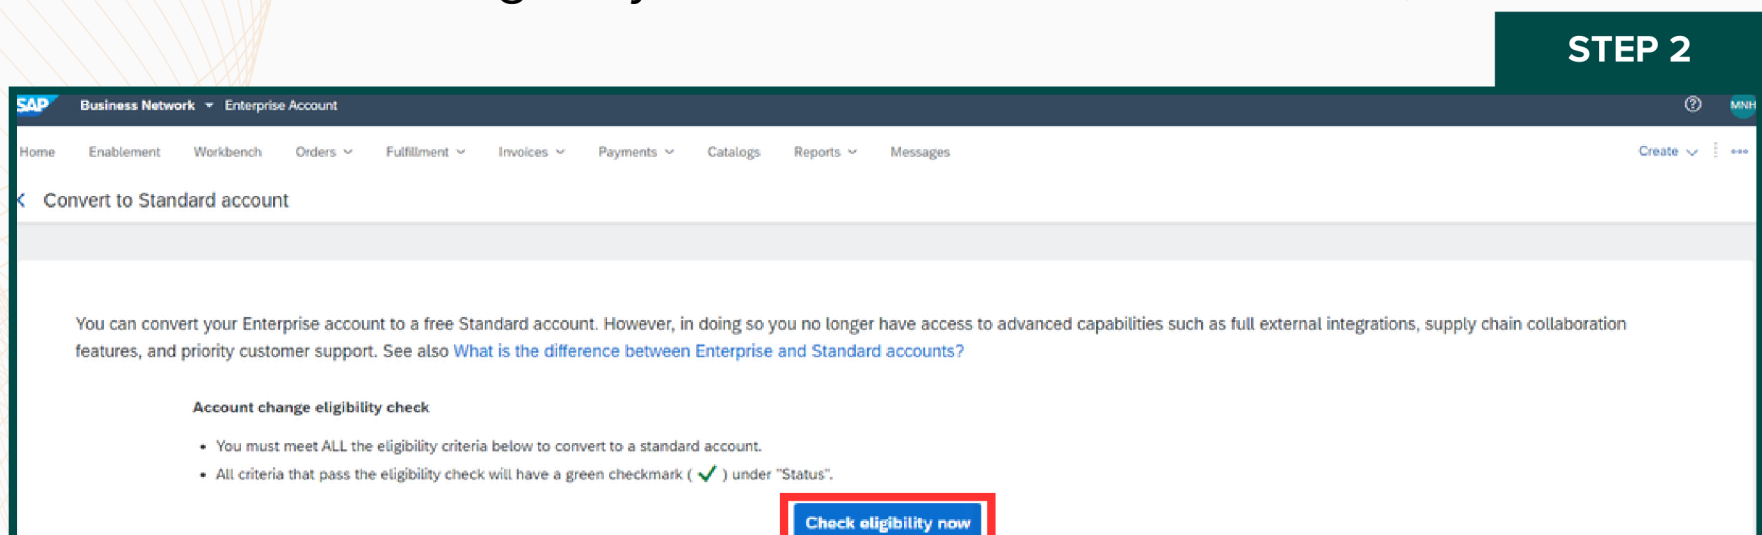 STEP 2
SAP Business Network Enterprise Account MNH
Home Enablement Workbench Orders Fulfillment Invoices Payments Catalogs Reports Messages Create
Convert to Standard account
You can convert your Enterprise account to a free Standard account. However, in doing so you no longer have access to advanced capabilities such as full external integrations, supply chain collaboration
features, and priority customer support. See also What is the difference between Enterprise and Standard accounts?
Account change eligibility check
• You must meet ALL the eligibility criteria below to convert to a standard account.
• All criteria that pass the eligibility check will have a green checkmark ( ✓ ) under "Status".
Check eligibility now